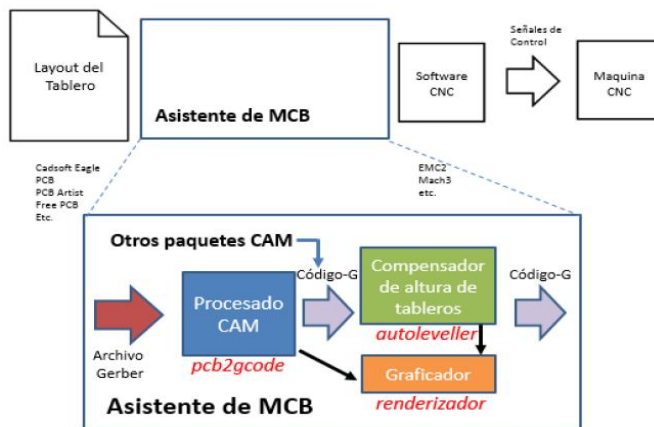 Layout del
Tablero
Asistente de MCB
Software
CNC
Señales de
Control
Maquina
CNC
Cadsoft Eagle
PCB
PCB Artist
Free PCB
Etc.
EMC2
Mach3
etc.
Otros paquetes CAM
Archivo
Gerber
Procesado
CAM
pcb2gcode
Código-G
Compensador
de altura de
tableros
autoleveller
Código-G
Graficador
renderizador
Asistente de MCB